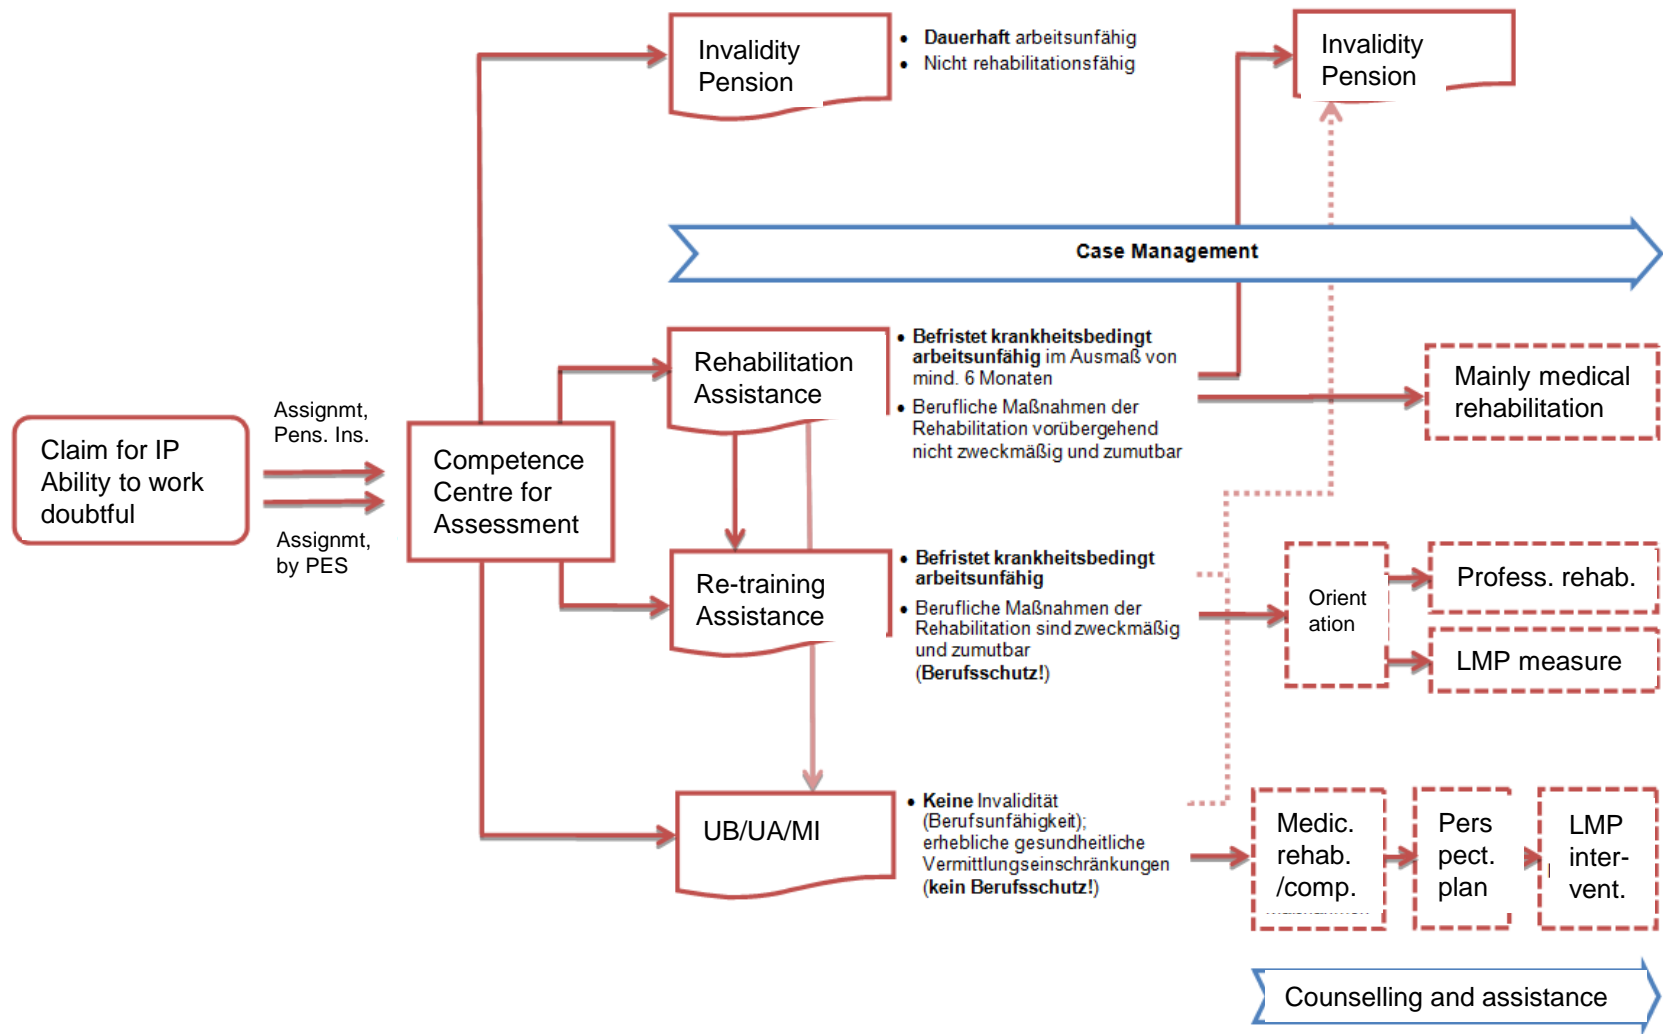 Invalidity
Pension
• Dauerhaft arbeitsunfähig
• Nicht rehabilitationsfähig
Invalidity
Pension
Case Management
Rehabilitation
Assistance
• Befristet krankheitsbedingt
arbeitsunfähig im Ausmaß von
mind. 6 Monaten
• Berufliche Maßnahmen der
Rehabilitation vorübergehend
nicht zweckmäßig und zumutbar
Mainly medical
rehabilitation
Claim for IP
Ability to work
doubtful
Assignmt,
Pens. Ins.
Assignmt,
by PES
Competence
Centre for
Assessment
Re-training
Assistance
• Befristet krankheitsbedingt
arbeitsunfähig
• Berufliche Maßnahmen der
Rehabilitation sind zweckmäßig
und zumutbar
(Berufsschutz!)
Orient
ation
Profess. rehab.
LMP measure
UB/UA/MI
• Keine Invalidität
(Berufsunfähigkeit);
erhebliche gesundheitliche
Vermittlungseinschränkungen
(kein Berufsschutz!)
Medic.
rehab.
/comp.
Pers
pect.
plan
LMP
inter-
vent.
Counselling and assistance